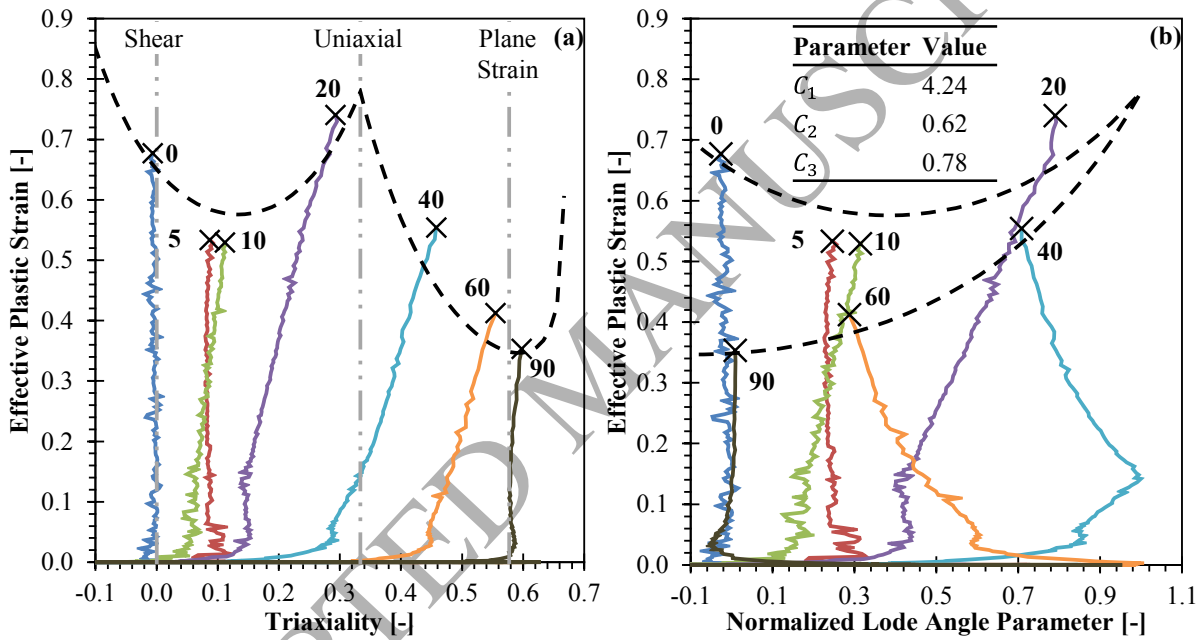 0.9
0.8
0.7
0.6
0.5
0.4
0.3
0.2
0.1
0.0
Effective Plastic Strain [-]
-0.1 0.0 0.1 0.2 0.3 0.4 0.5 0.6 0.7
Triaxiality [-]
Shear
Uniaxial
Plane
Strain
(a)
0
5
10
20
40
60
90
0.9
0.8
0.7
0.6
0.5
0.4
0.3
0.2
0.1
0.0
Effective Plastic Strain [-]
-0.1 0.1 0.3 0.5 0.7 0.9 1.1
Normalized Lode Angle Parameter [-]
(b)
Parameter Value
C₁ 4.24
C₂ 0.62
C₃ 0.78
0
5
10
20
40
60
90
PTED MANUSC